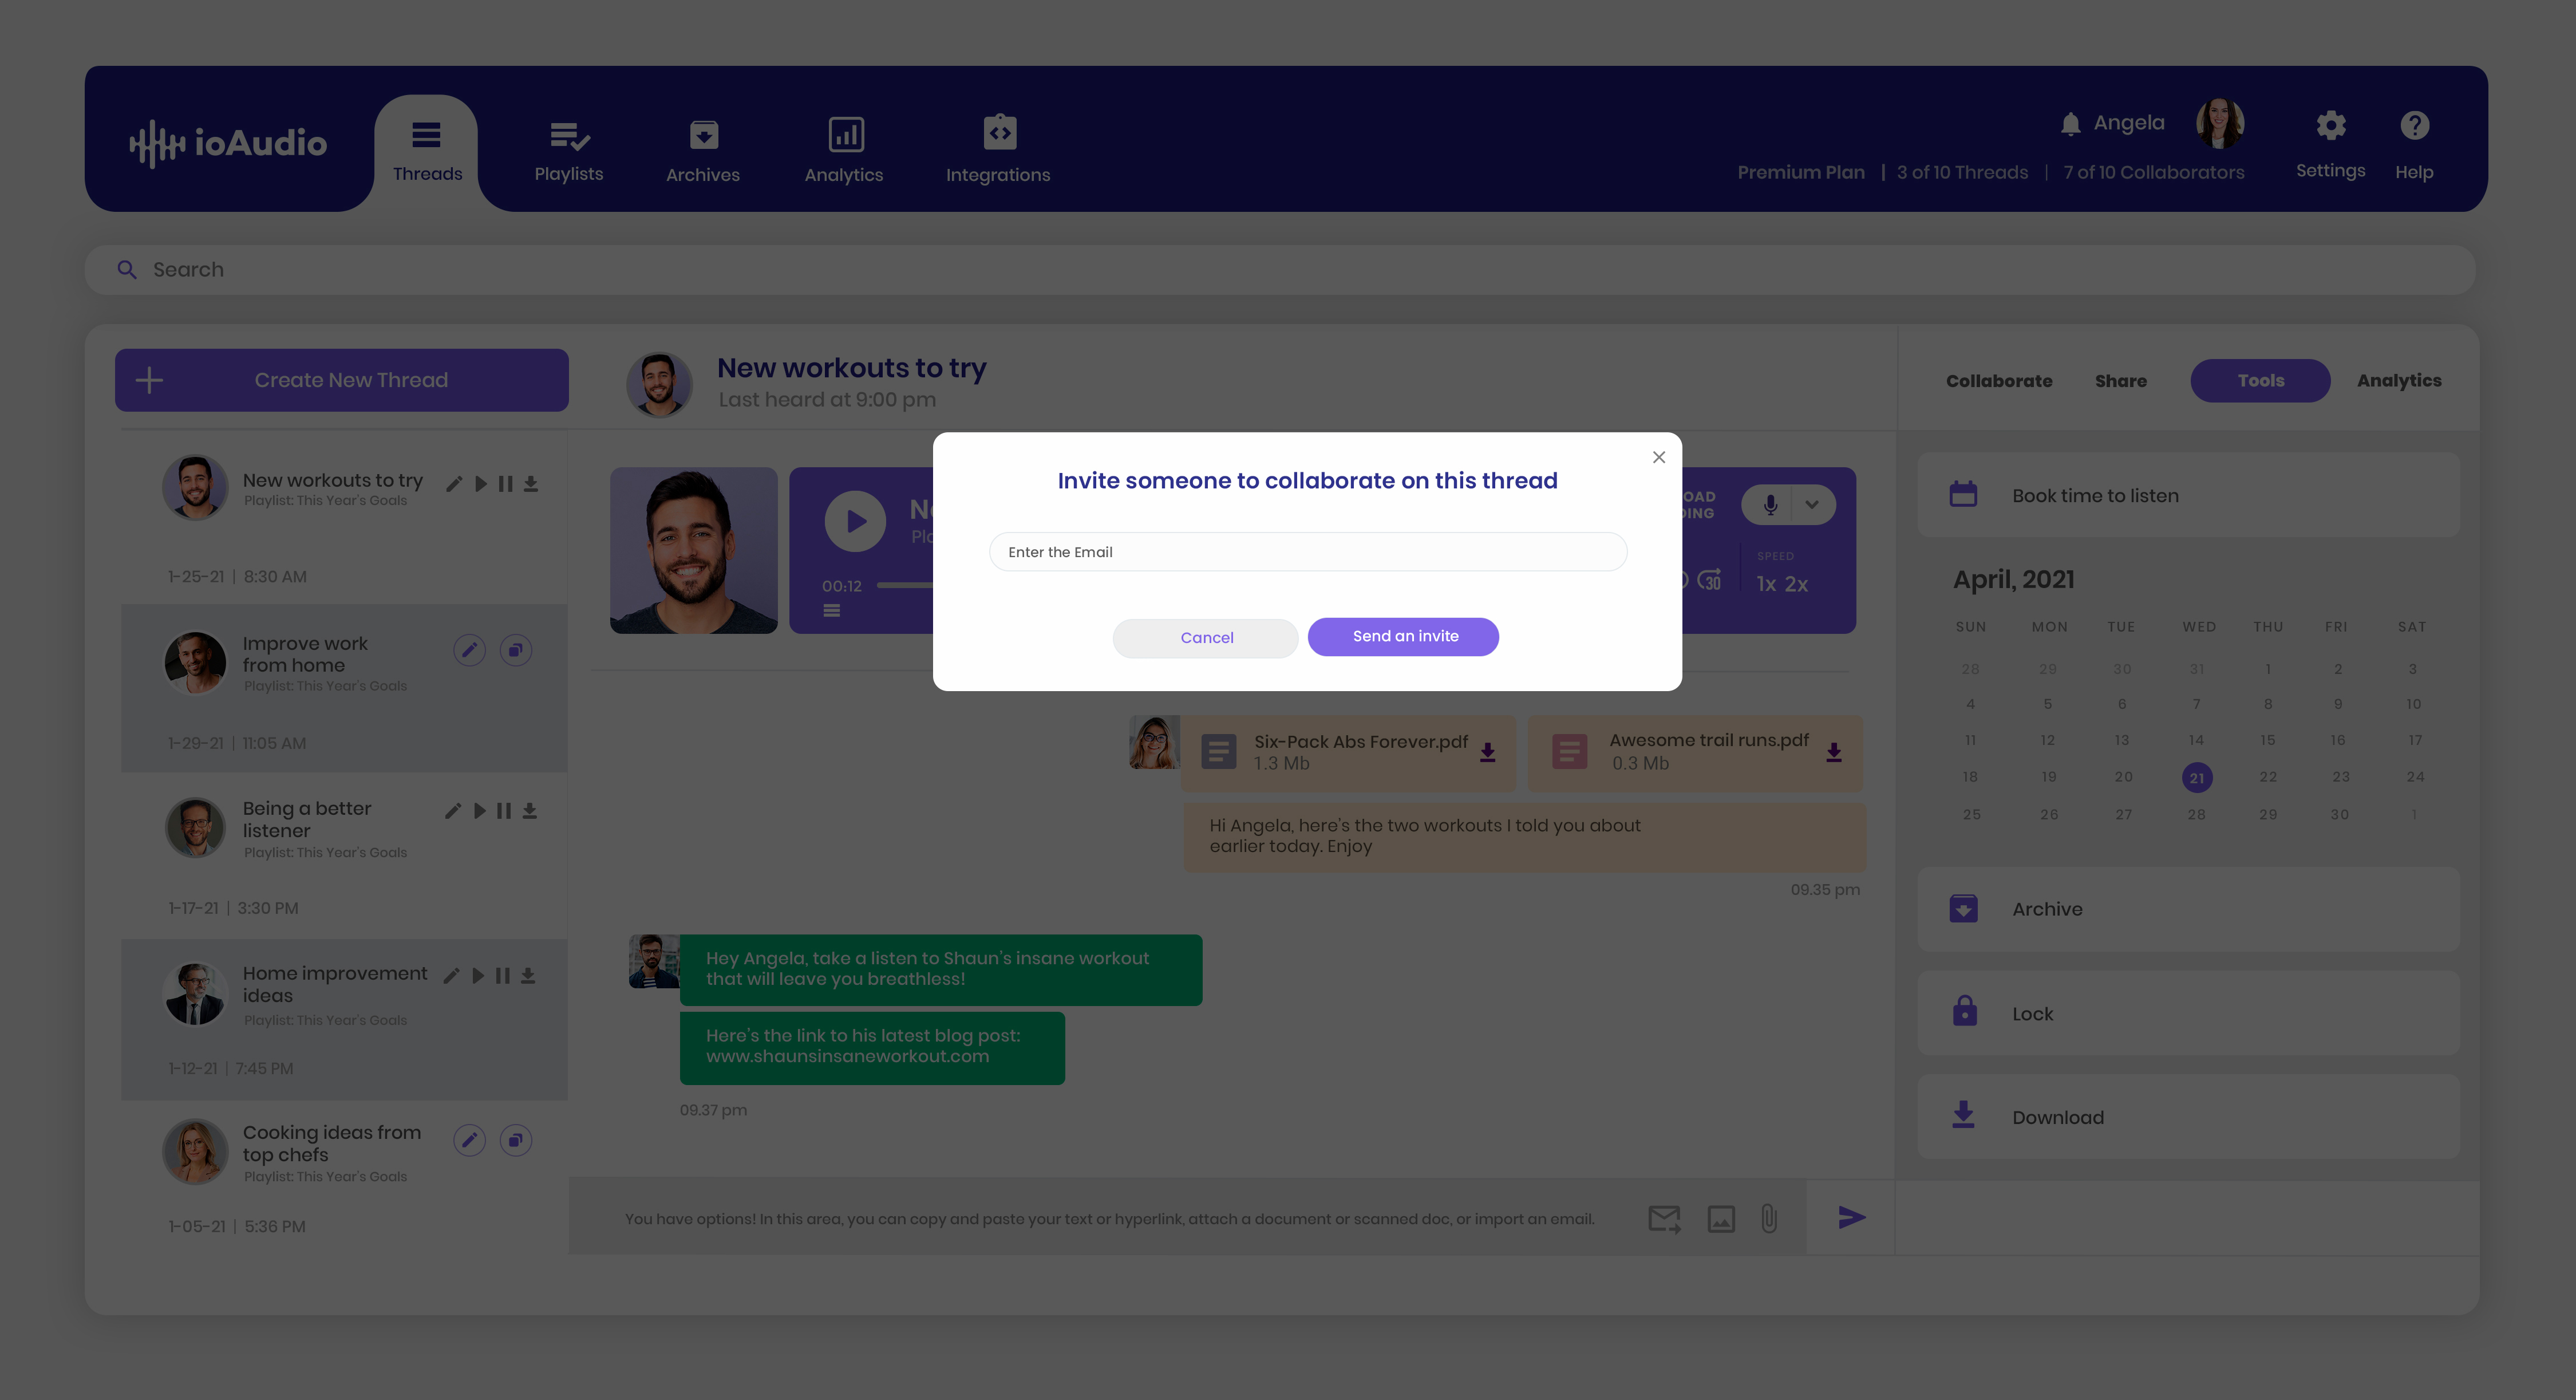 ioAudio
Threads
Playlists
Archives
Analytics
Integrations
Angela
Premium Plan | 3 of 10 Threads | 7 of 10 Collaborators
Settings
Help
Search
Create New Thread
New workouts to try
Playlist: This Year's Goals
1-25-21 | 8:30 AM
Improve work
from home
Playlist: This Year's Goals
1-29-21 | 11:05 AM
Being a better
listener
Playlist: This Year's Goals
1-17-21 | 3:30 PM
Home improvement
ideas
Playlist: This Year's Goals
1-12-21 | 7:45 PM
Cooking ideas from
top chefs
Playlist: This Year's Goals
1-05-21 | 5:36 PM
New workouts to try
Last heard at 9:00 pm
00:12
30
SPEED
1x 2x
Invite someone to collaborate on this thread
Enter the Email
Cancel
Send an invite
Six-Pack Abs Forever.pdf
1.3 Mb
Awesome trail runs.pdf
0.3 Mb
Hi Angela, here's the two workouts I told you about
earlier today. Enjoy
09.35 pm
Hey Angela, take a listen to Shaun's insane workout
that will leave you breathless!
Here's the link to his latest blog post:
www.shaunsinsaneworkout.com
09.37 pm
You have options! In this area, you can copy and paste your text or hyperlink, attach a document or scanned doc, or import an email.
Collaborate
Share
Tools
Analytics
Book time to listen
April, 2021
SUN MON TUE WED THU FRI SAT
28 29 30 31 1 2 3
4 5 6 7 8 9 10
11 12 13 14 15 16 17
18 19 20 21 22 23 24
25 26 27 28 29 30 1
Archive
Lock
Download